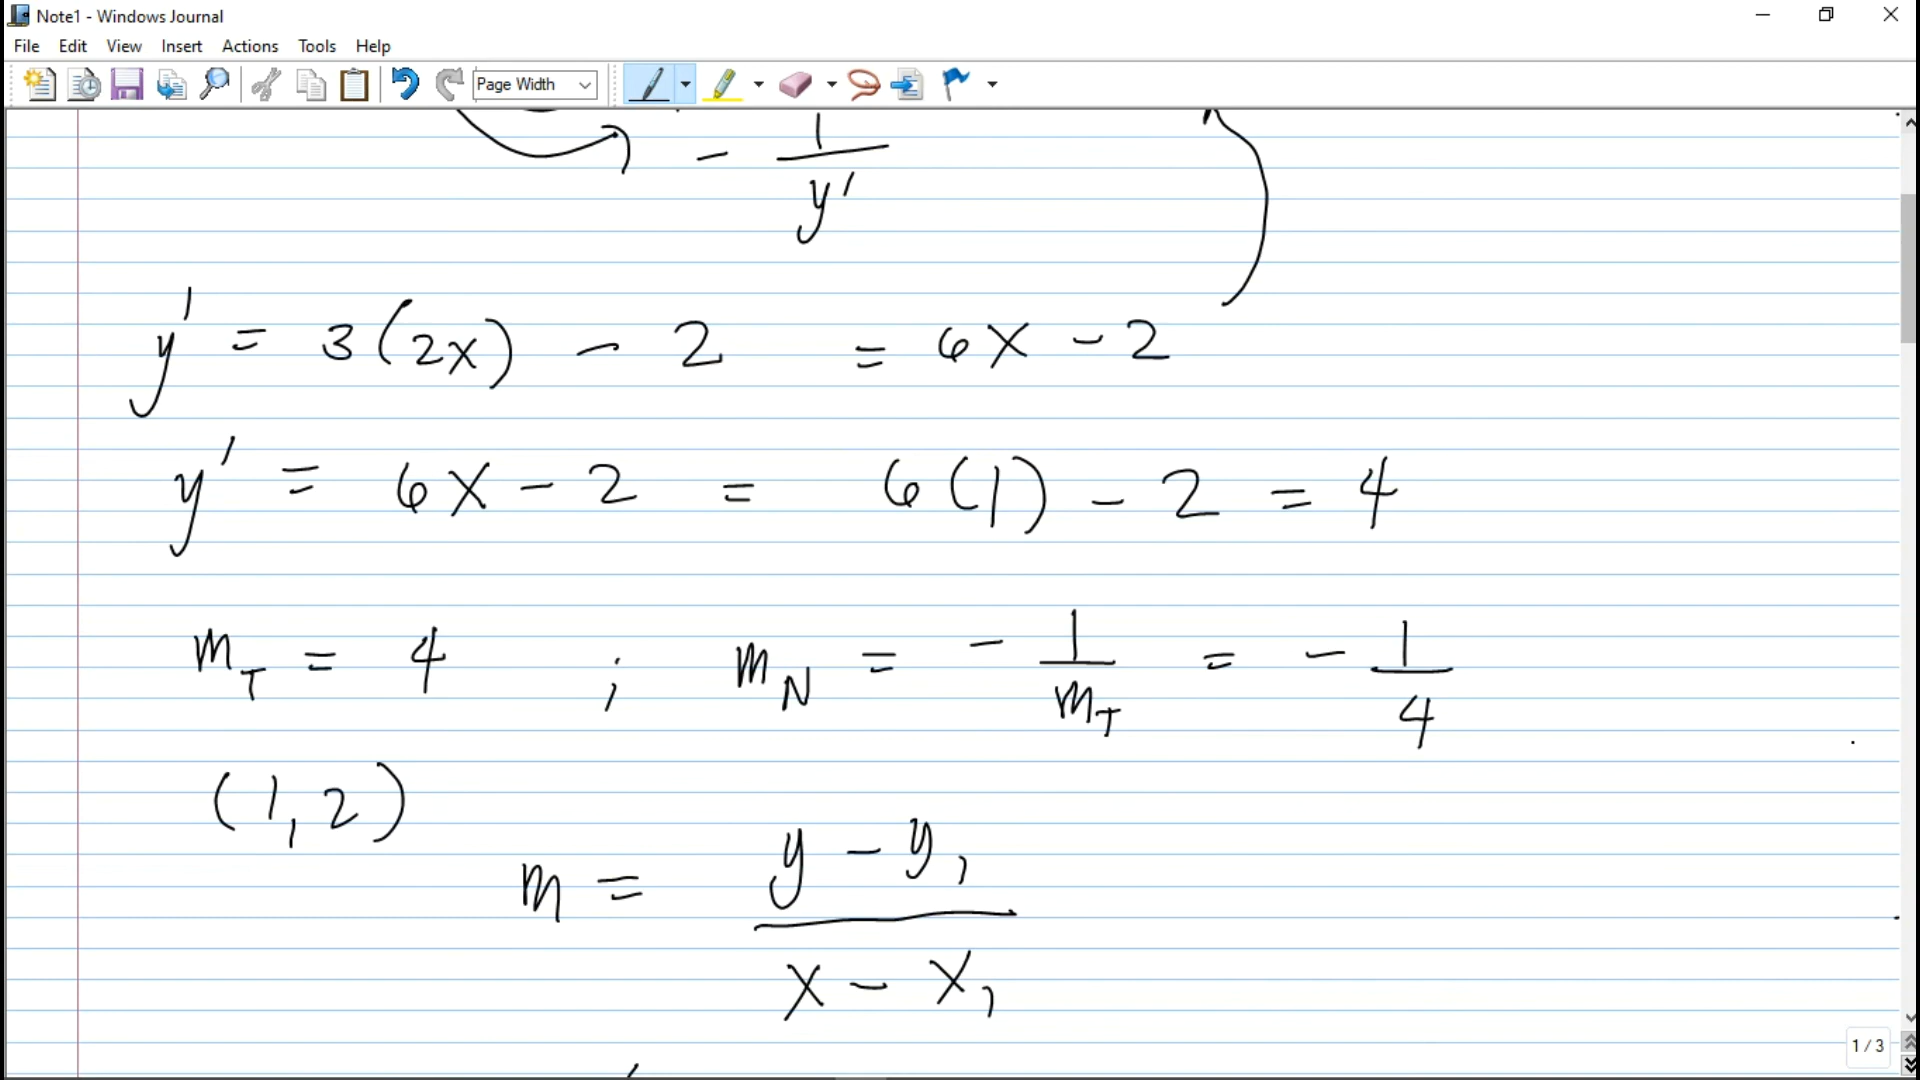 Note1 - Windows Journal
File Edit View Insert Actions Tools Help
Page Width
- 1/y'
y' = 3(2x) - 2 = 6x - 2
y' = 6x - 2 = 6(1) - 2 = 4
m_T = 4 ; m_N = - 1/m_T = - 1/4
(1,2)
m = y - y₁ / x - x₁
1 / 3